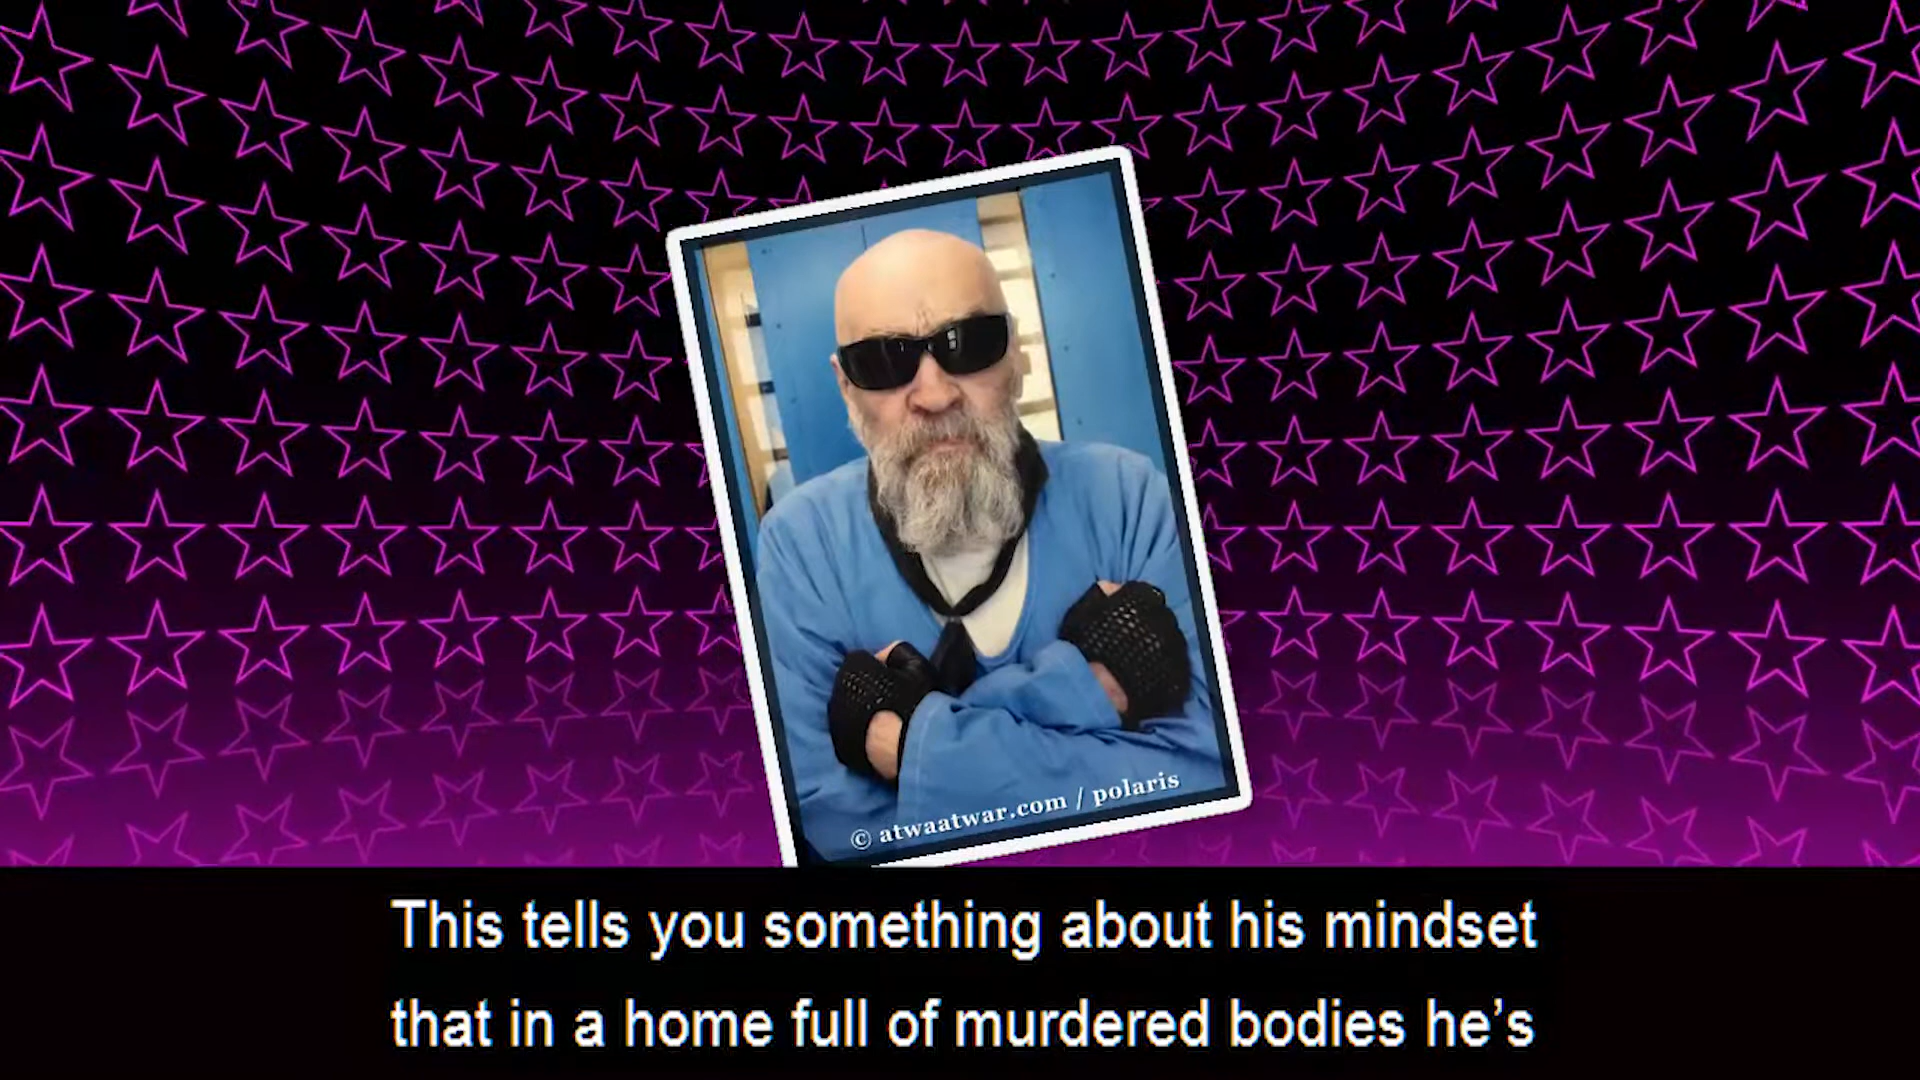 © atwaatwar.com / polaris
This tells you something about his mindset
that in a home full of murdered bodies he’s